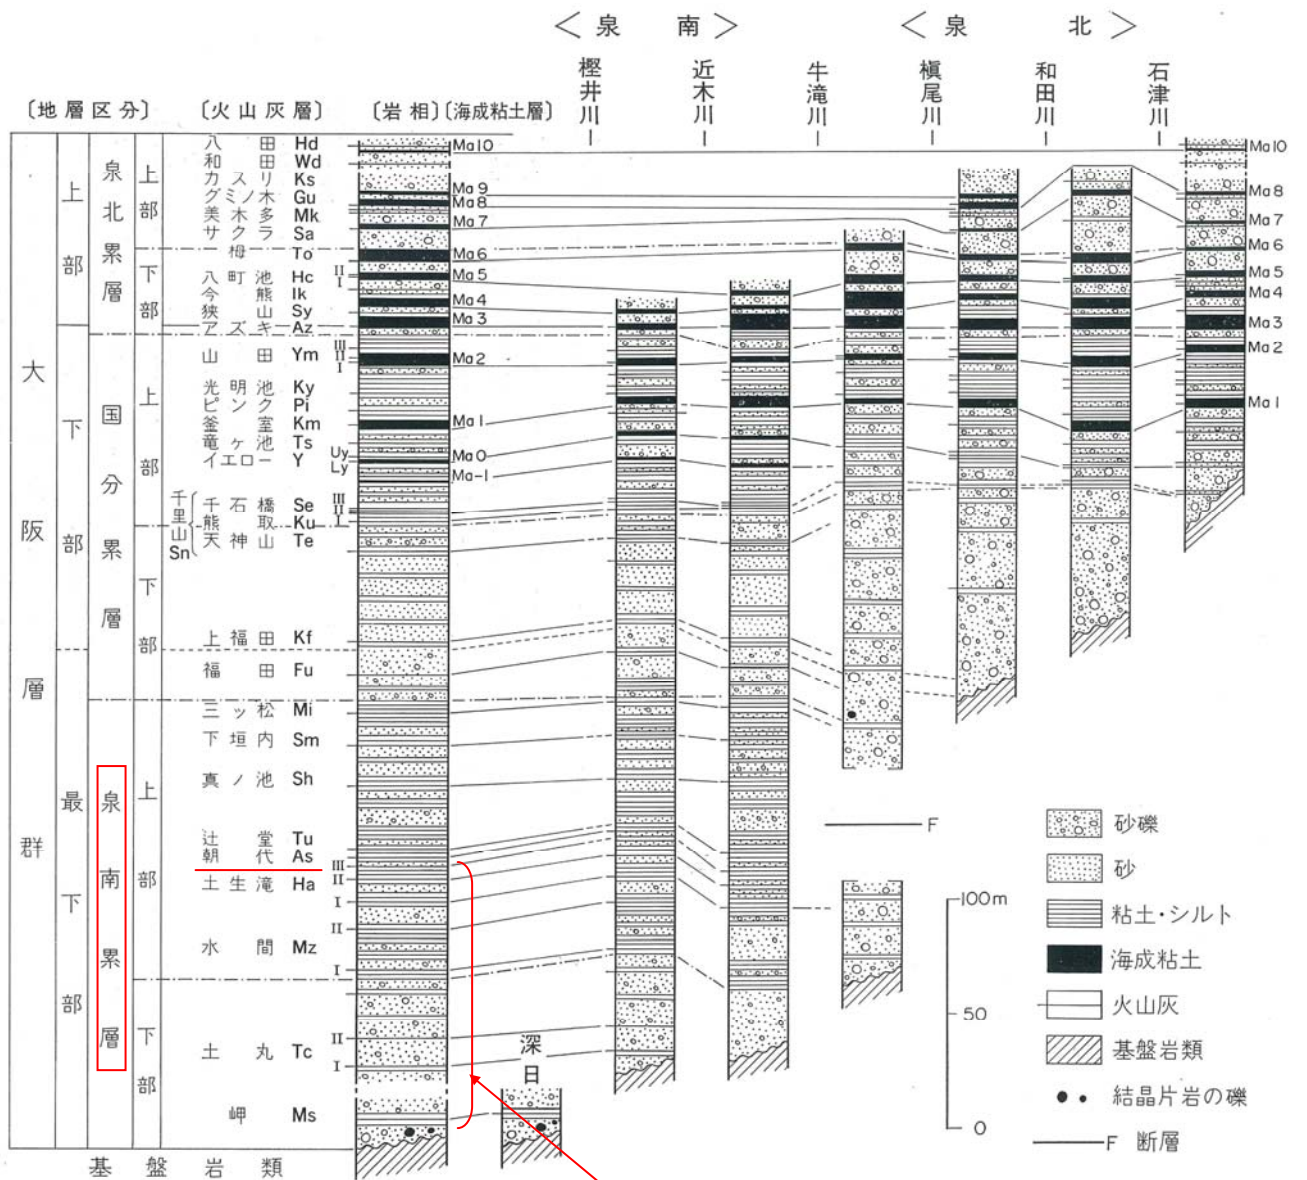 ＜泉 南＞
＜泉 北＞
樫井川
近木川
牛滝川
槇尾川
和田川
石津川
〔地層区分〕
〔火山灰層〕
〔岩相〕
〔海成粘土層〕
大阪層群
上部
下部
最下部
泉北累層
国分累層
泉南累層
上部
下部
上部
下部
上部
下部
八田 Hd
和田 Wd
カスリ Ks
グミノ木 Gu
美木多 Mk
サクラ Sa
栂 To
八町池 Hc II I
今熊 Ik
狭山 Sy
アズキ Az
山田 Ym III II I
光明池 Ky
ピンク Pi
釜室 Km
竜ヶ池 Ts
イエロー Y Uy Ly
千里山 Sn
千石橋 Se III II I
熊取 Ku
天神山 Te
上福田 Kf
福田 Fu
三ッ松 Mi
下垣内 Sm
真ノ池 Sh
辻堂 Tu
朝代 As
土生滝 Ha III II I
水間 Mz II I
土丸 Tc II I
岬 Ms
基盤岩類
Ma10
Ma9
Ma8
Ma7
Ma6
Ma5
Ma4
Ma3
Ma2
Ma1
Ma0
Ma-1
深日
Ma10
Ma8
Ma7
Ma6
Ma5
Ma4
Ma3
Ma2
Ma1
F
100m
50
0
砂礫
砂
粘土・シルト
海成粘土
火山灰
基盤岩類
結晶片岩の礫
F 断層